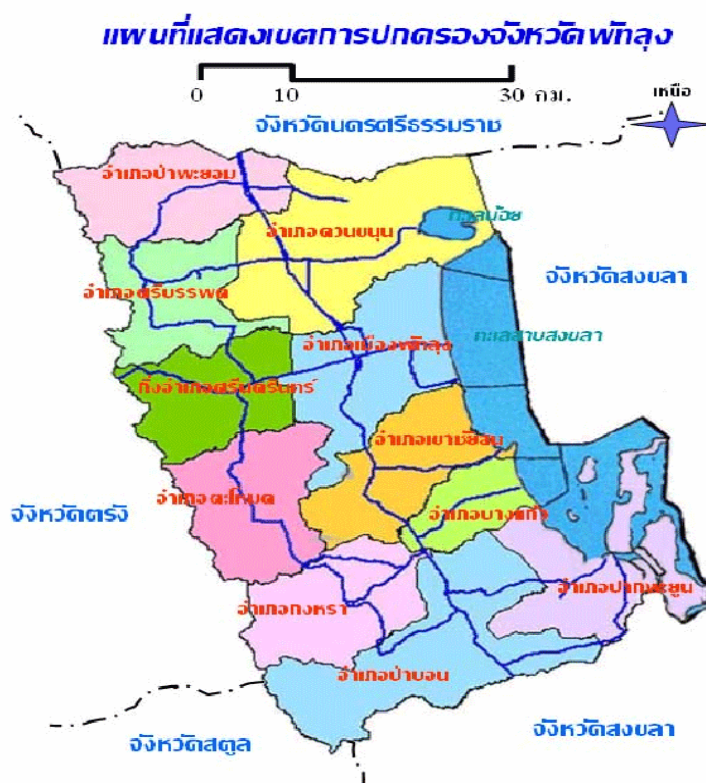 แผนที่แสดงเขตการปกครองจังหวัดพัทลุง
0 10 30 กม.
เหนือ
จังหวัดนครศรีธรรมราช
อำเภอป่าพะยอม
ทะเลน้อย
อำเภอควนขนุน
จังหวัดสงขลา
อำเภอศรีบรรพต
ทะเลสาบสงขลา
อำเภอเมืองพัทลุง
กิ่งอำเภอศรีนครินทร์
อำเภอเขาชัยสน
อำเภอตะโหมด
จังหวัดตรัง
อำเภอบางแก้ว
อำเภอปากพะยูน
อำเภอกงหรา
อำเภอป่าบอน
จังหวัดสตูล
จังหวัดสงขลา